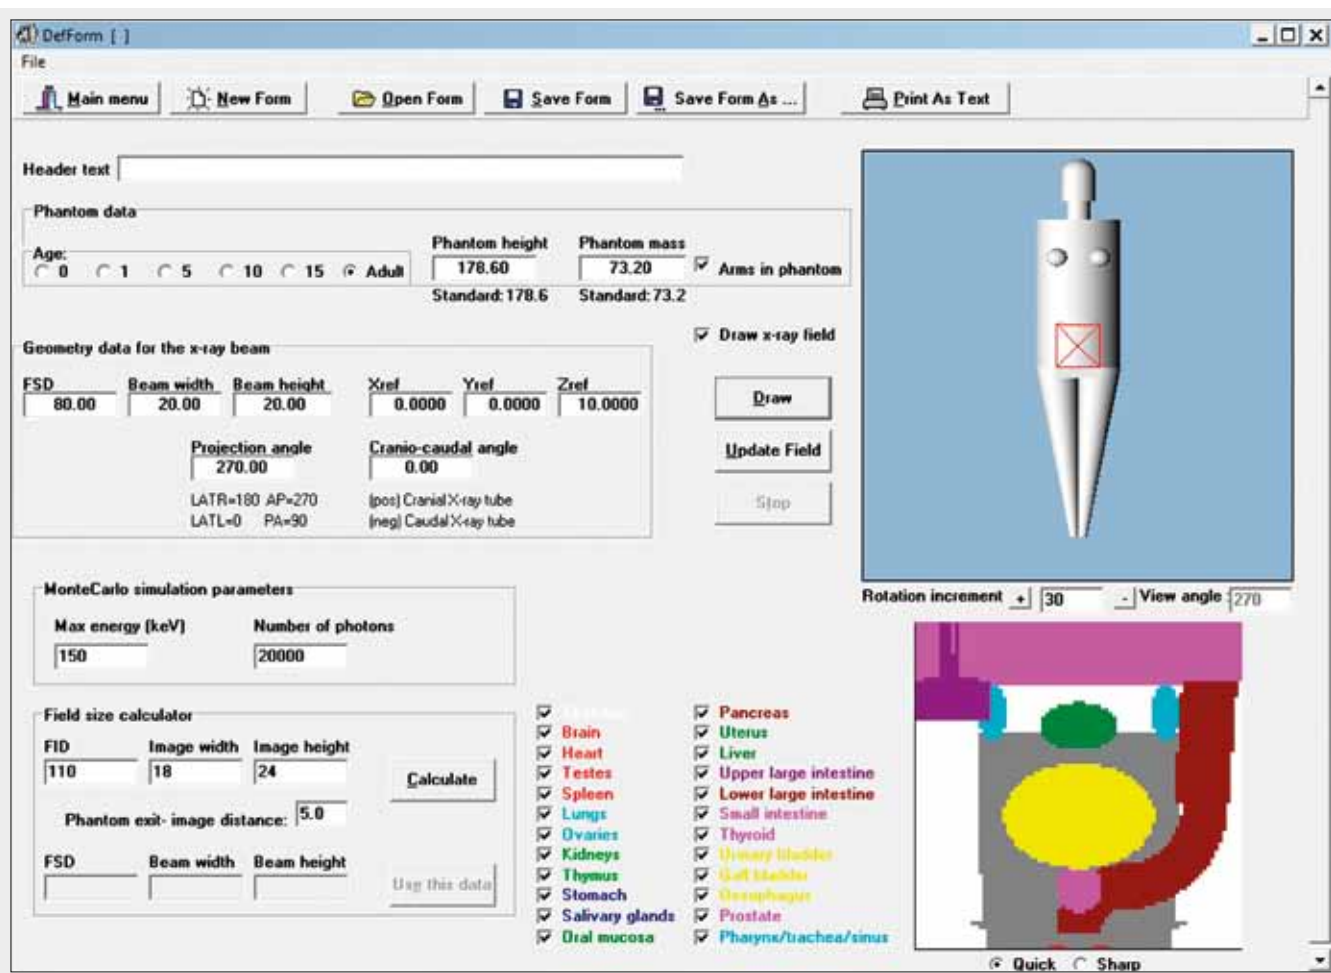 DefForm [ ]
File
Main menu New Form Open Form Save Form Save Form As ... Print As Text
Header text
Phantom data
Age:
0 1 5 10 15 Adult
Phantom height Phantom mass
178.60 73.20 Arms in phantom
Standard: 178.6 Standard: 73.2
Draw x-ray field
Geometry data for the x-ray beam
FSD Beam width Beam height Xref Yref Zref
80.00 20.00 20.00 0.0000 0.0000 10.0000
Draw
Projection angle Cranio-caudal angle
270.00 0.00
Update Field
LATR=180 AP=270 (pos) Cranial X-ray tube
LATL=0 PA=90 (neg) Caudal X-ray tube
Stop
MonteCarlo simulation parameters
Max energy (keV) Number of photons
150 20000
Rotation increment + 30 - View angle 270
Field size calculator
FID Image width Image height
110 18 24
Calculate
Phantom exit- image distance: 5.0
FSD Beam width Beam height
Use this data
Pancreas
Brain Uterus
Heart Liver
Testes Upper large intestine
Spleen Lower large intestine
Lungs Small intestine
Ovaries Thyroid
Kidneys Urinary bladder
Thymus Gall bladder
Stomach Oesophagus
Salivary glands Prostate
Oral mucosa Pharynx/trachea/sinus
Quick Sharp